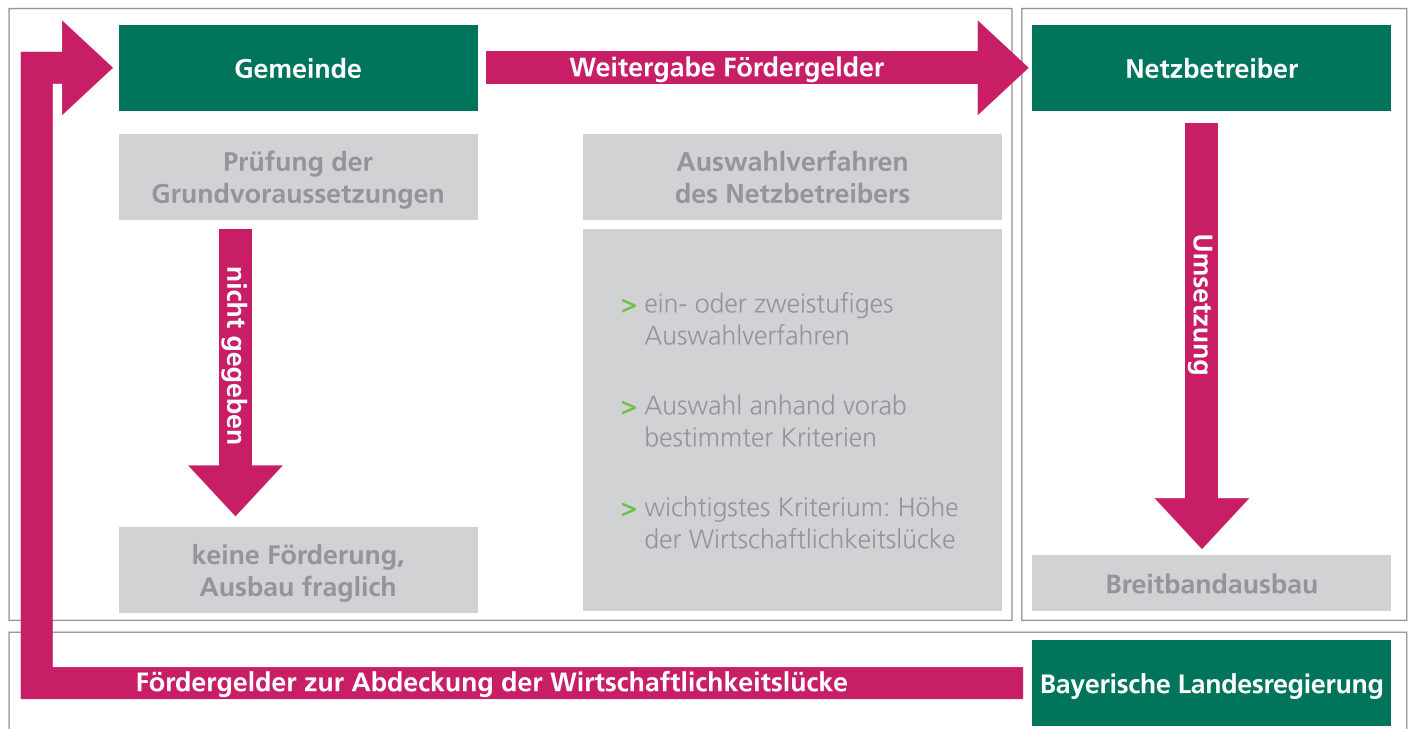 Gemeinde
Weitergabe Fördergelder
Netzbetreiber
Prüfung der
Grundvoraussetzungen
nicht gegeben
keine Förderung,
Ausbau fraglich
Auswahlverfahren
des Netzbetreibers
> ein- oder zweistufiges
Auswahlverfahren
> Auswahl anhand vorab
bestimmter Kriterien
> wichtigstes Kriterium: Höhe
der Wirtschaftlichkeitslücke
Umsetzung
Breitbandausbau
Fördergelder zur Abdeckung der Wirtschaftlichkeitslücke
Bayerische Landesregierung